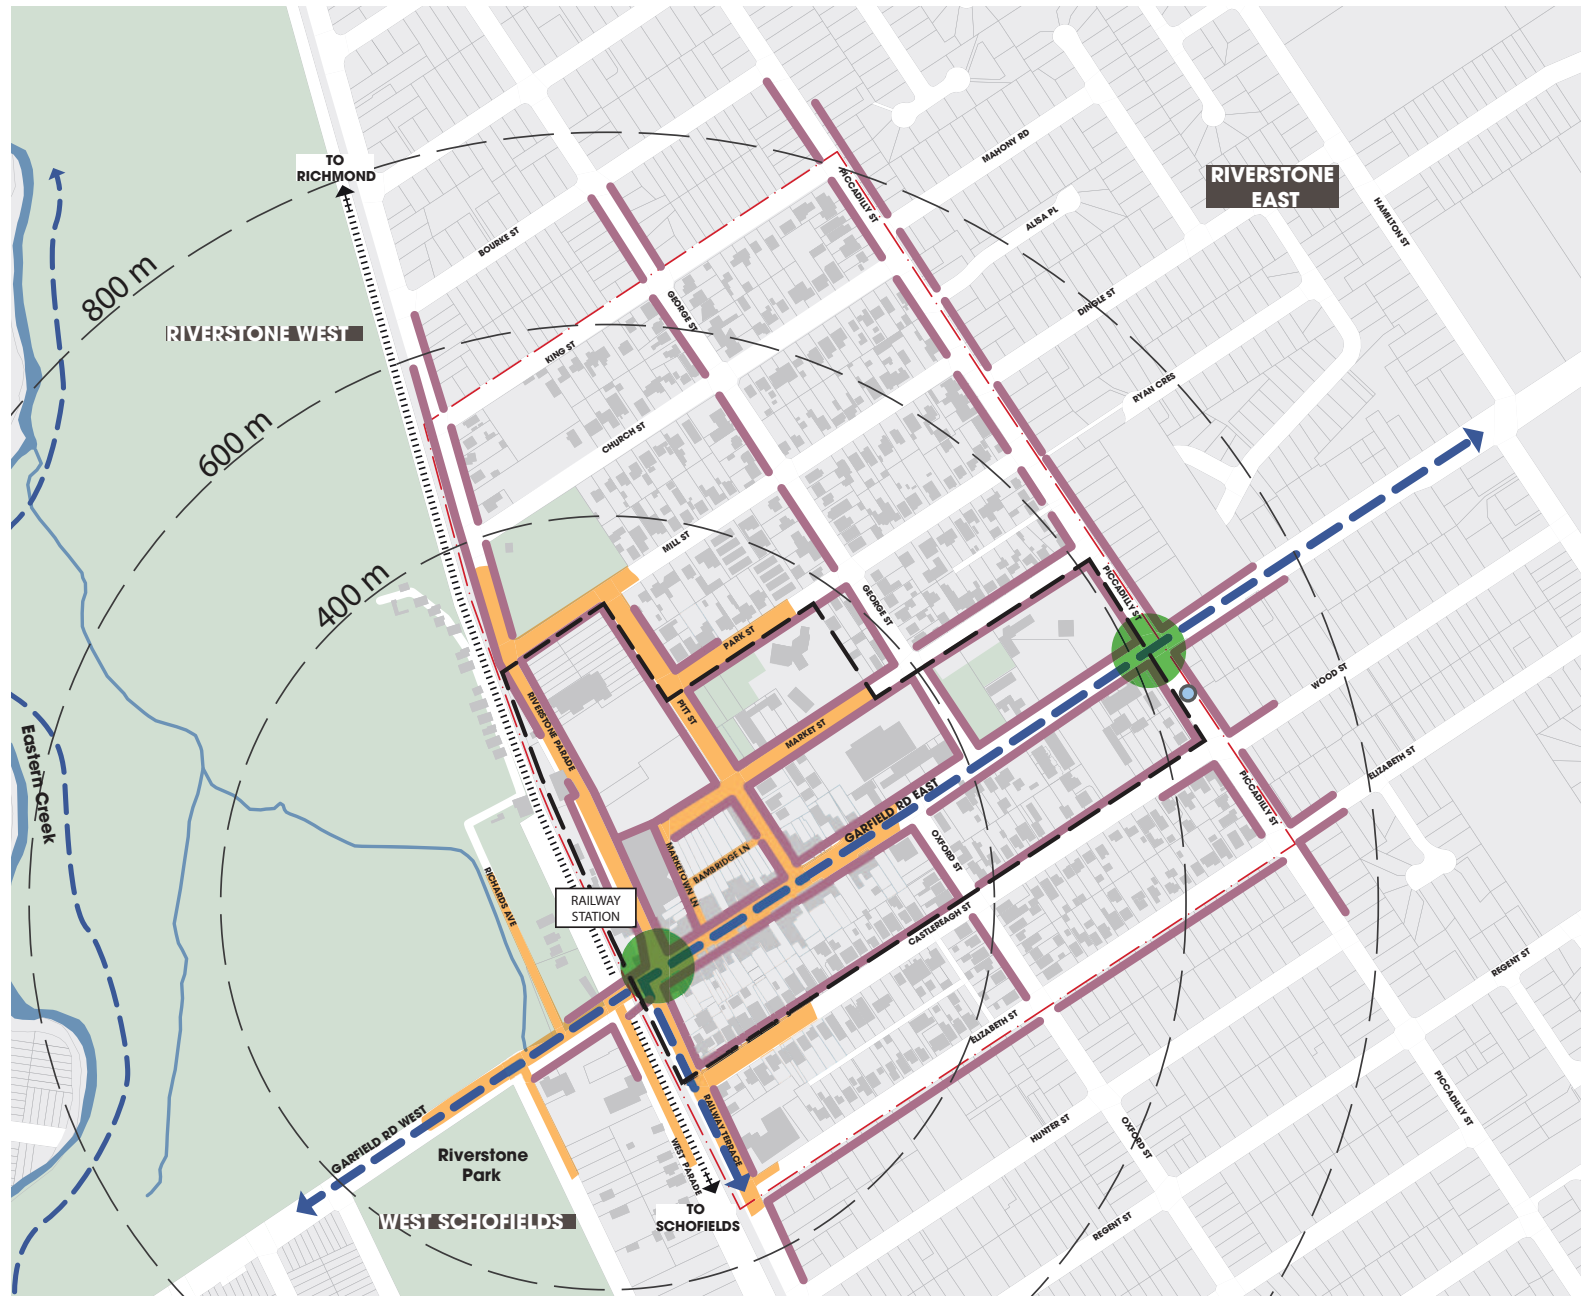 TO
RICHMOND
RIVERSTONE
EAST
RIVERSTONE WEST
800 m
600 m
400 m
MAHONY RD
PICCADILLY ST
HAMILTON ST
ALISA PL
BOURKE ST
GEORGE ST
DINGLE ST
KING ST
RYAN CRES
CHURCH ST
MILL ST
PICCADILLY ST
GEORGE ST
PARK ST
WOOD ST
PITT ST
RIVERSTONE PARADE
MARKET ST
ELIZABETH ST
Eastern Creek
PICCADILLY ST
GARFIELD RD EAST
OXFORD ST
MARKETOWN LN
BAMBRIDGE LN
RICHARDS AVE
RAILWAY
STATION
CASTLEREAGH ST
REGENT ST
ELIZABETH ST
PICCADILLY ST
HUNTER ST
OXFORD ST
GARFIELD RD WEST
Riverstone
Park
RAILWAY TERRACE
WEST PARADE
WEST SCHOFIELDS
TO
SCHOFIELDS
REGENT ST